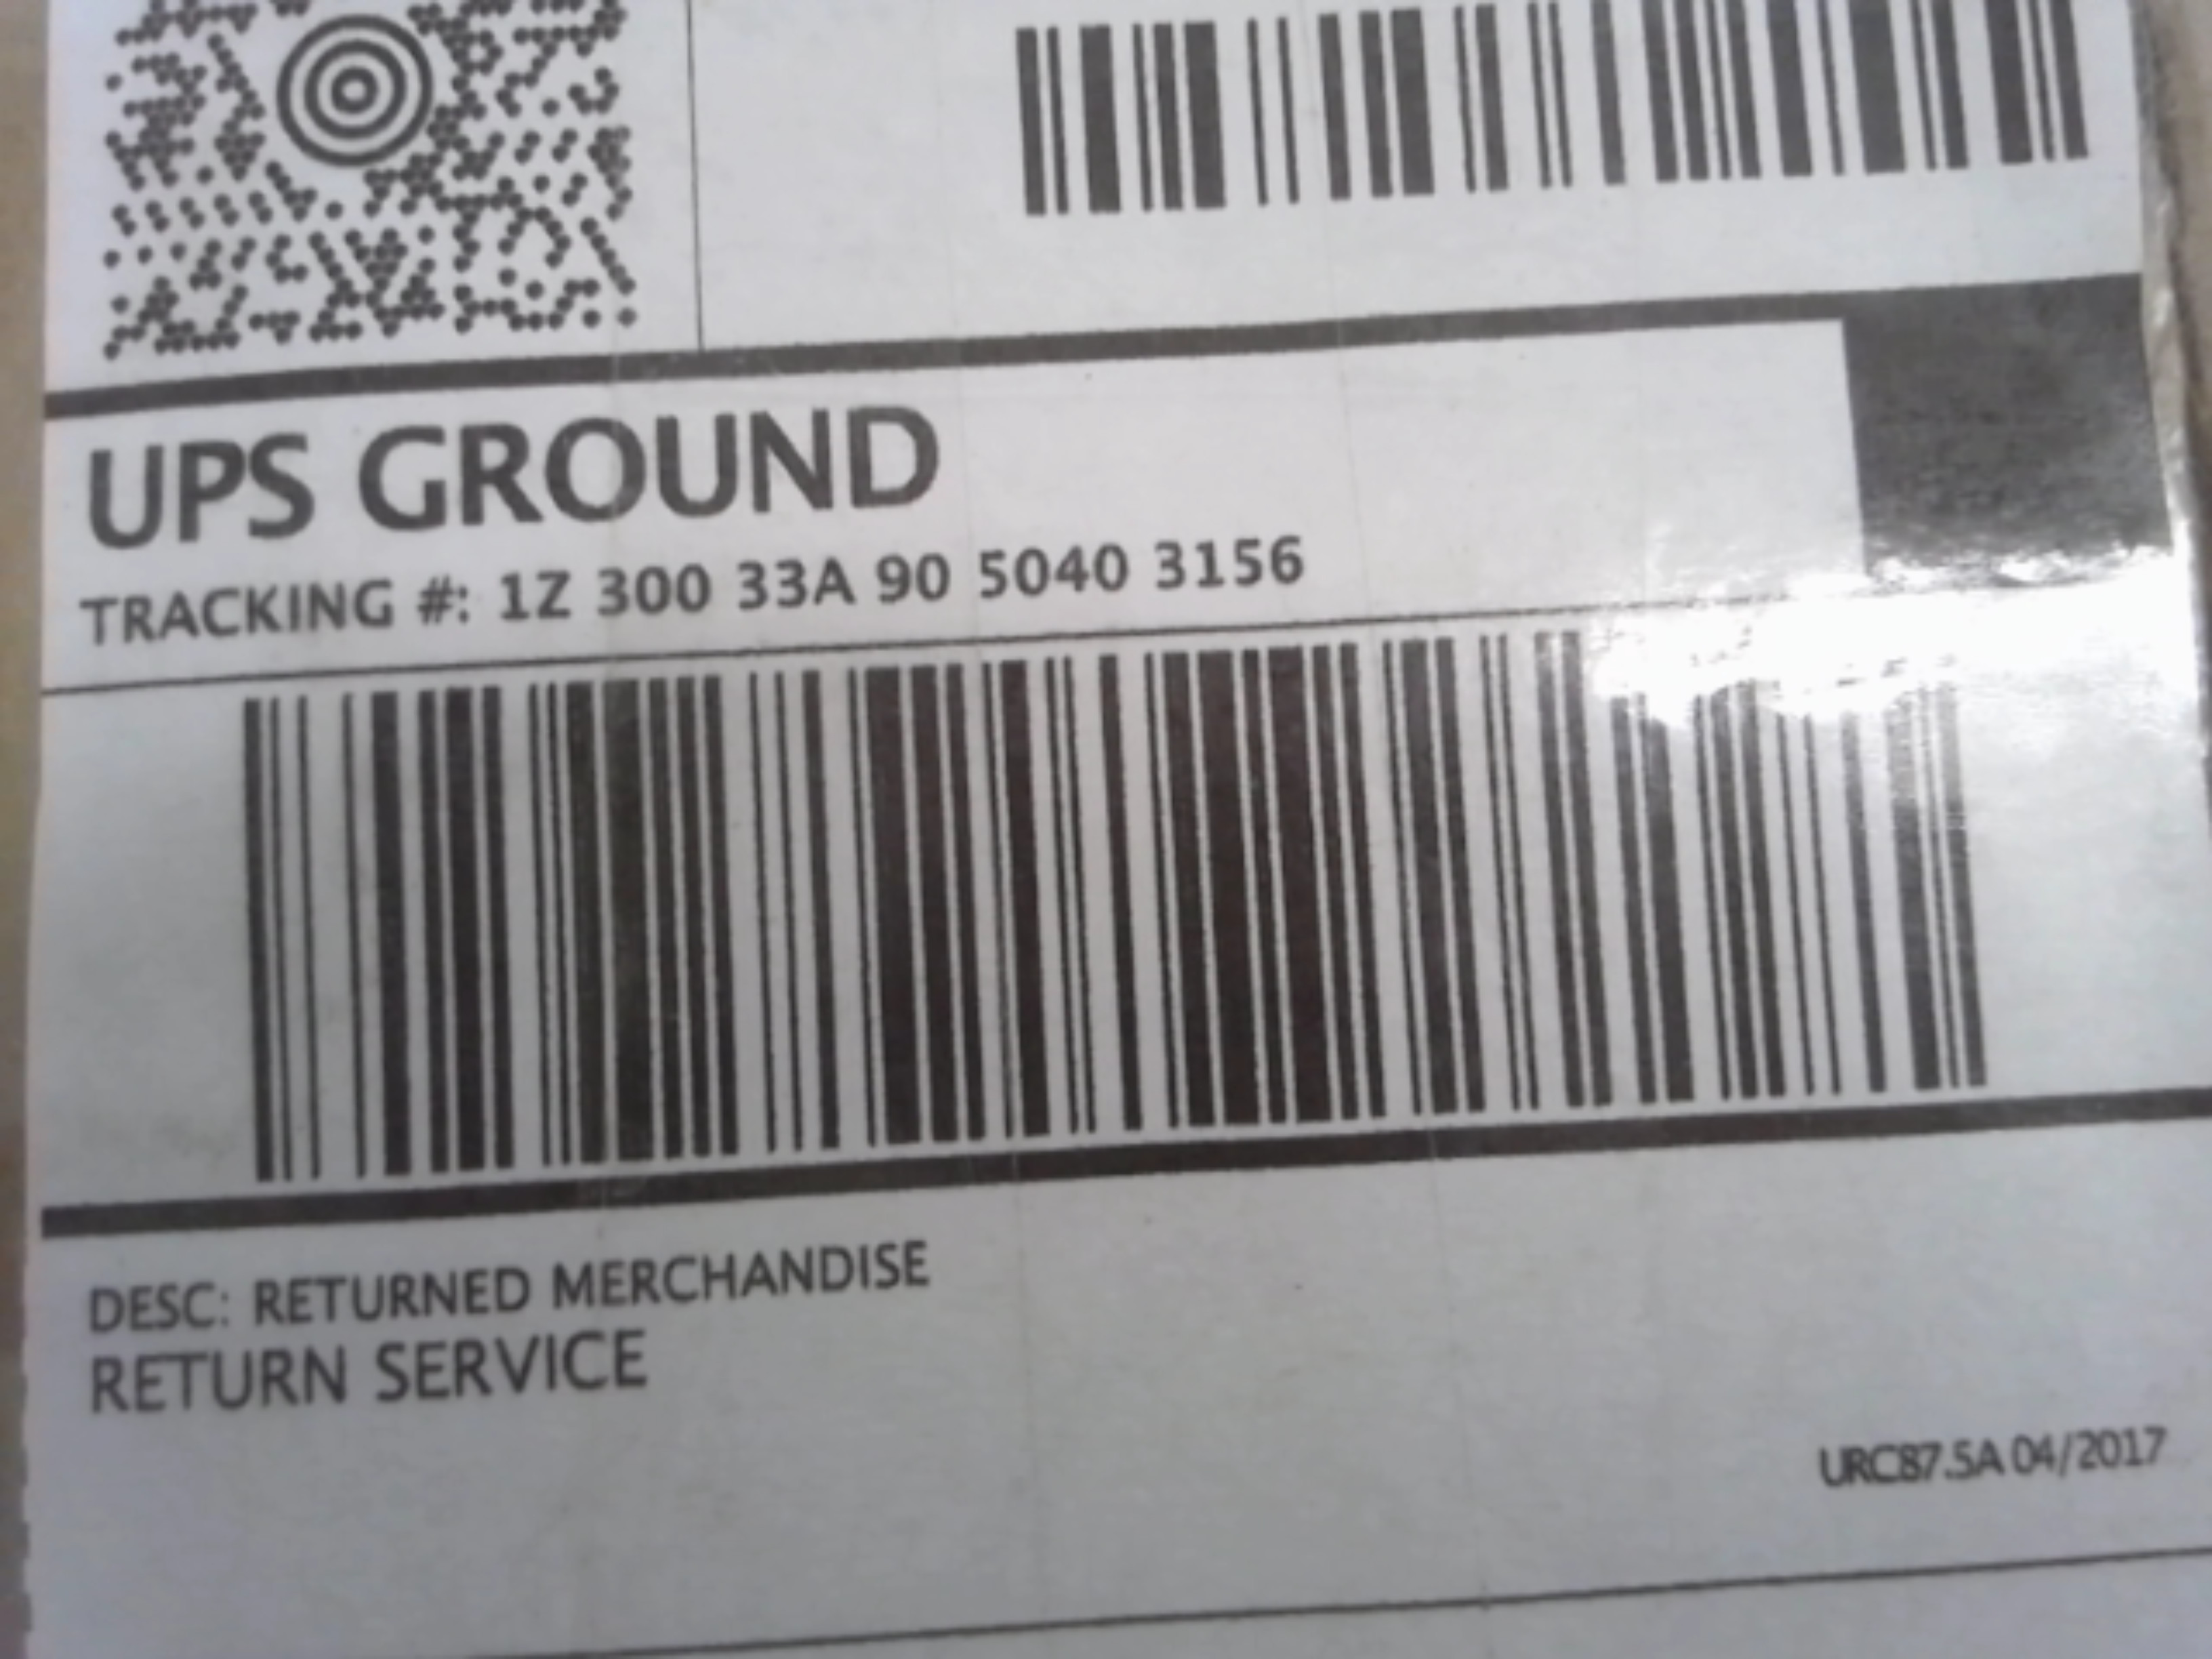 UPS GROUND
TRACKING #: 1Z 300 33A 90 5040 3156
DESC: RETURNED MERCHANDISE
RETURN SERVICE
URC87.5A 04/2017